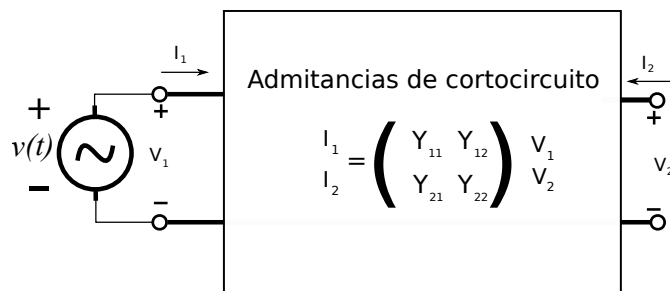 I1
I2
Admitancias de cortocircuito
+
+
+
v(t)
V1
I1 = ( Y11 Y12 ) V1
I2 ( Y21 Y22 ) V2
V2
−
−
−